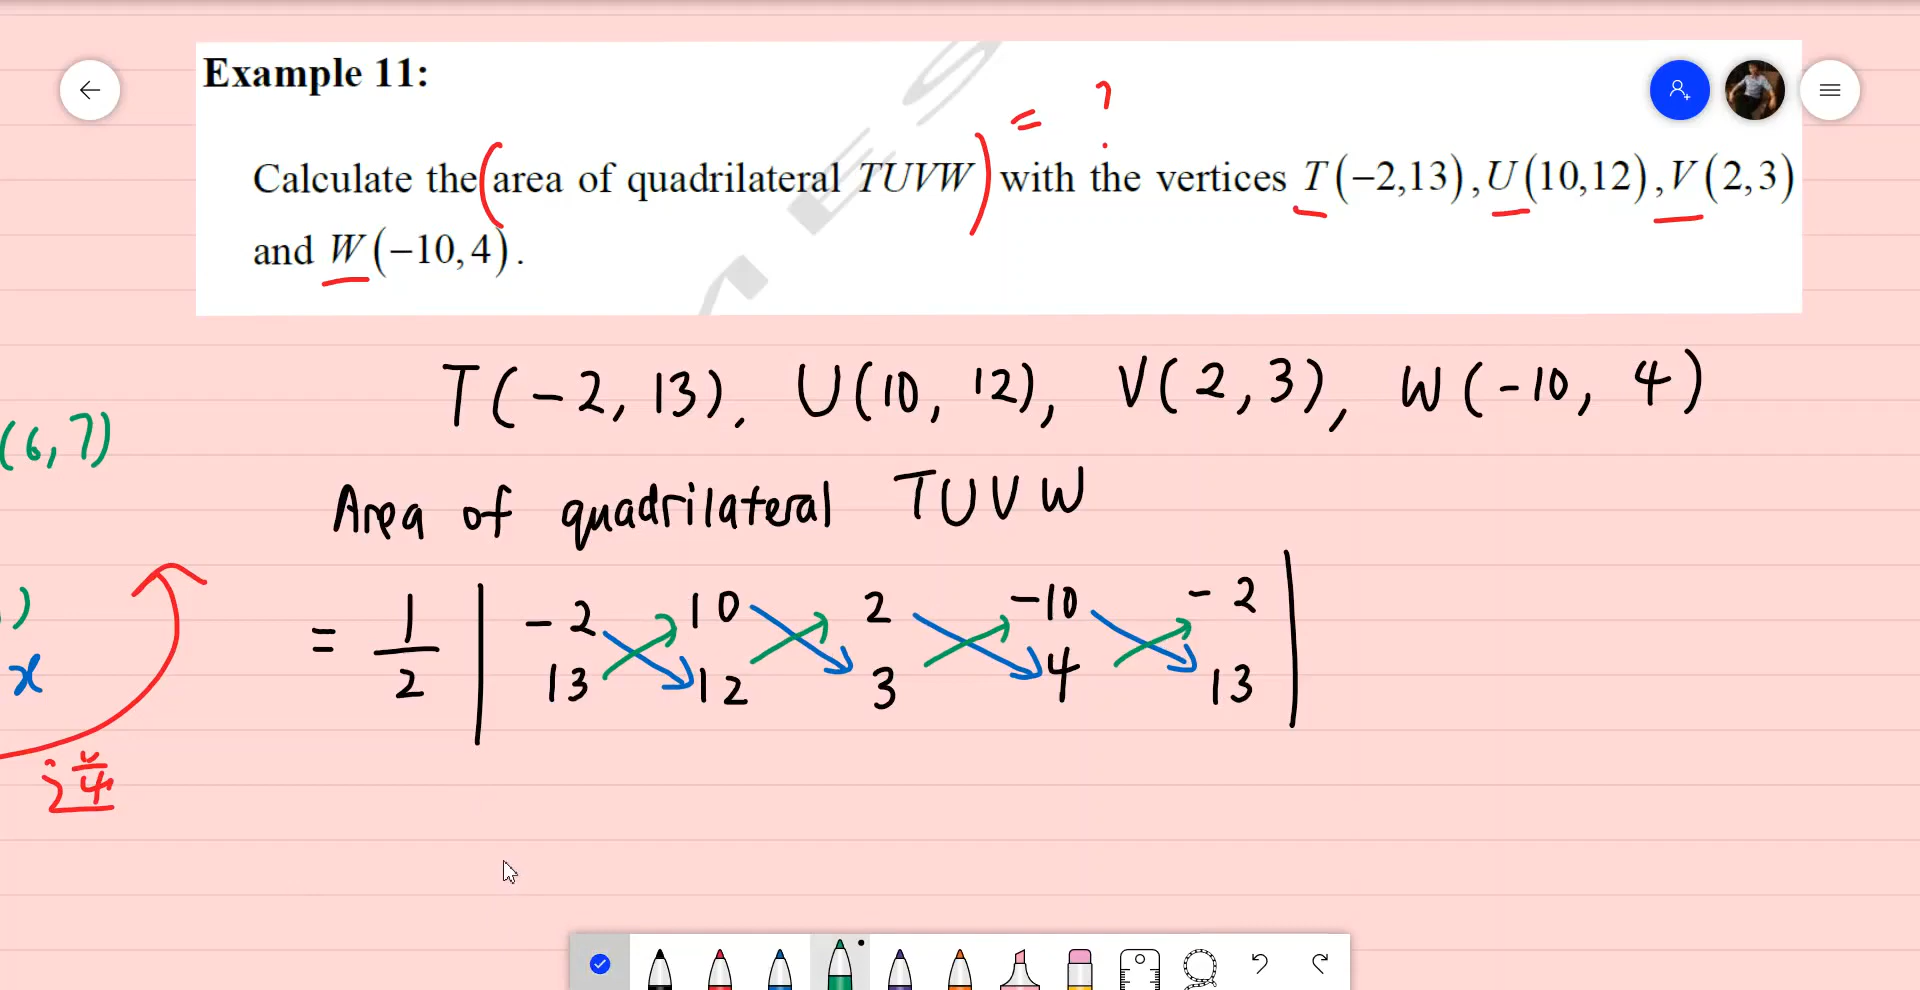 Example 11:
= ?
Calculate the (area of quadrilateral TUVW) with the vertices T(−2,13), U(10,12), V(2,3)
and W(−10,4).
T(-2, 13), U(10, 12), V(2, 3), W(-10, 4)
(6,7)
Area of quadrilateral TUVW
)
= 1/2 | -2 10 2 -10 -2 |
13 12 3 4 13
x